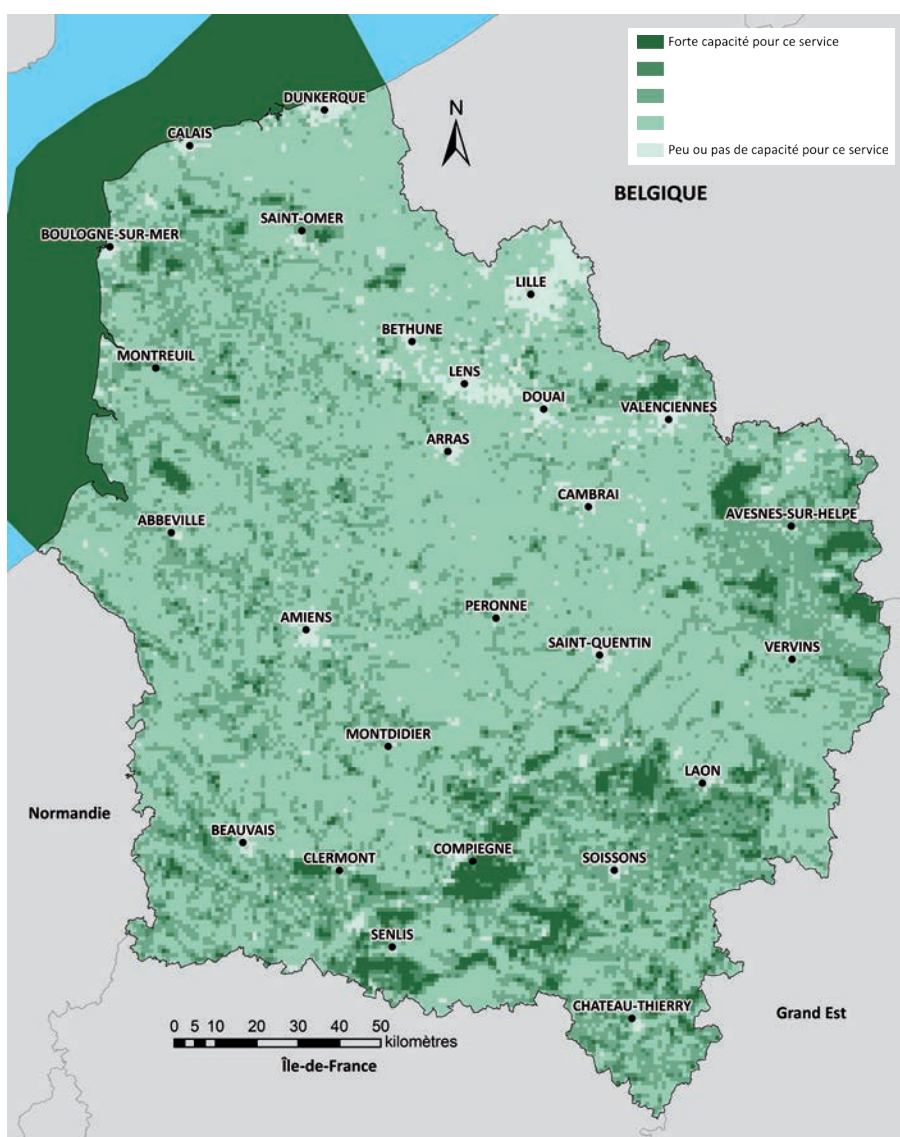 Forte capacité pour ce service
Peu ou pas de capacité pour ce service
N
BELGIQUE
DUNKERQUE
CALAIS
SAINT-OMER
BOULOGNE-SUR-MER
LILLE
BETHUNE
MONTREUIL
LENS
DOUAI
VALENCIENNES
ARRAS
CAMBRAI
AVESNES-SUR-HELPE
ABBEVILLE
PERONNE
AMIENS
SAINT-QUENTIN
VERVINS
MONTDIDIER
LAON
Normandie
BEAUVAIS
CLERMONT
COMPIEGNE
SOISSONS
SENLIS
CHATEAU-THIERRY
Grand Est
0 5 10 20 30 40 50
kilomètres
Île-de-France